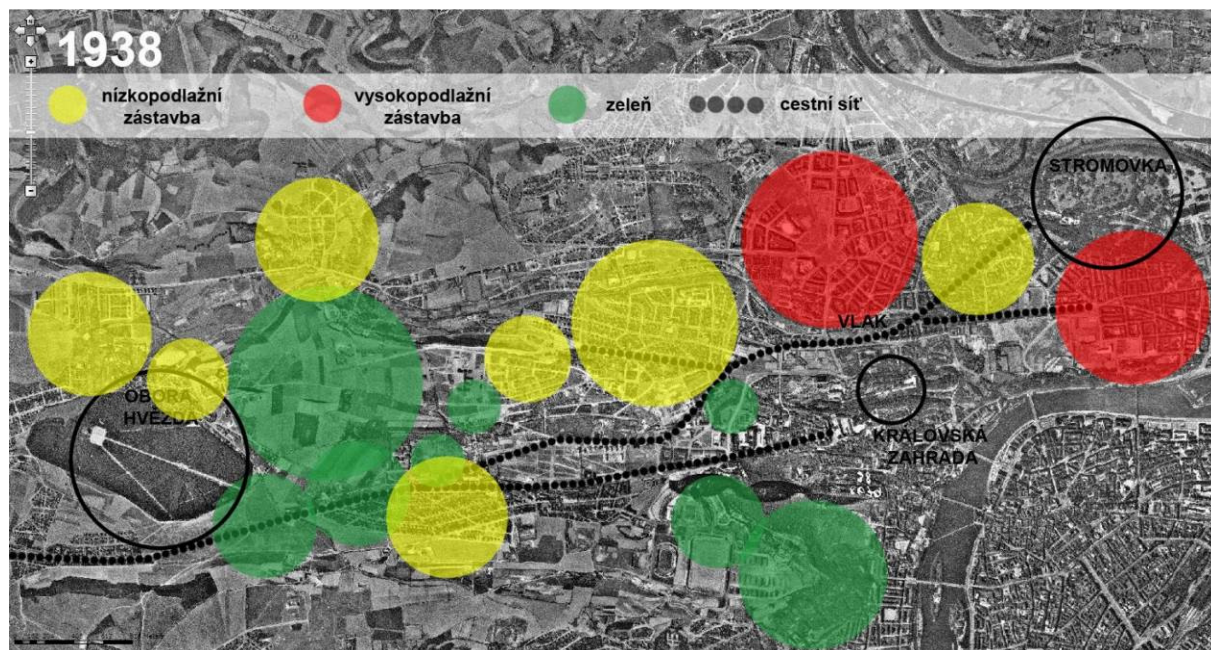 1938
nízkopodlažní
zástavba
vysokopodlažní
zástavba
zeleň
cestní síť
STROMOVKA
VLAK
OBORA
HVĚZDA
KRÁLOVSKÁ
ZAHRADA